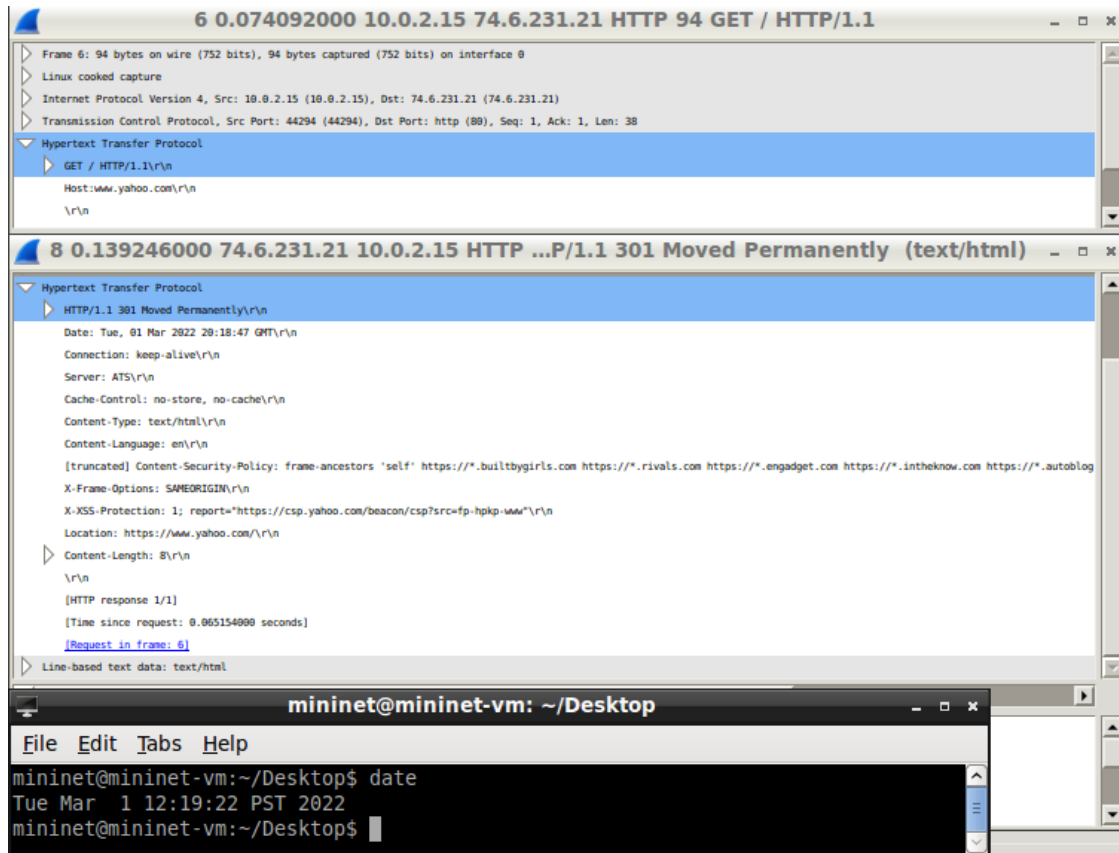 6 0.074092000 10.0.2.15 74.6.231.21 HTTP 94 GET / HTTP/1.1
Frame 6: 94 bytes on wire (752 bits), 94 bytes captured (752 bits) on interface 0
Linux cooked capture
Internet Protocol Version 4, Src: 10.0.2.15 (10.0.2.15), Dst: 74.6.231.21 (74.6.231.21)
Transmission Control Protocol, Src Port: 44294 (44294), Dst Port: http (80), Seq: 1, Ack: 1, Len: 38
Hypertext Transfer Protocol
GET / HTTP/1.1\r\n
Host:www.yahoo.com\r\n
\r\n
8 0.139246000 74.6.231.21 10.0.2.15 HTTP ...P/1.1 301 Moved Permanently (text/html)
Hypertext Transfer Protocol
HTTP/1.1 301 Moved Permanently\r\n
Date: Tue, 01 Mar 2022 20:18:47 GMT\r\n
Connection: keep-alive\r\n
Server: ATS\r\n
Cache-Control: no-store, no-cache\r\n
Content-Type: text/html\r\n
Content-Language: en\r\n
[truncated] Content-Security-Policy: frame-ancestors 'self' https://*.builtbygirls.com https://*.rivals.com https://*.engadget.com https://*.intheknow.com https://*.autoblog
X-Frame-Options: SAMEORIGIN\r\n
X-XSS-Protection: 1; report="https://csp.yahoo.com/beacon/csp?src=fp-hpkp-www"\r\n
Location: https://www.yahoo.com/\r\n
Content-Length: 8\r\n
\r\n
[HTTP response 1/1]
[Time since request: 0.065154000 seconds]
[Request in frame: 6]
Line-based text data: text/html
mininet@mininet-vm: ~/Desktop
File Edit Tabs Help
mininet@mininet-vm:~/Desktop$ date
Tue Mar  1 12:19:22 PST 2022
mininet@mininet-vm:~/Desktop$